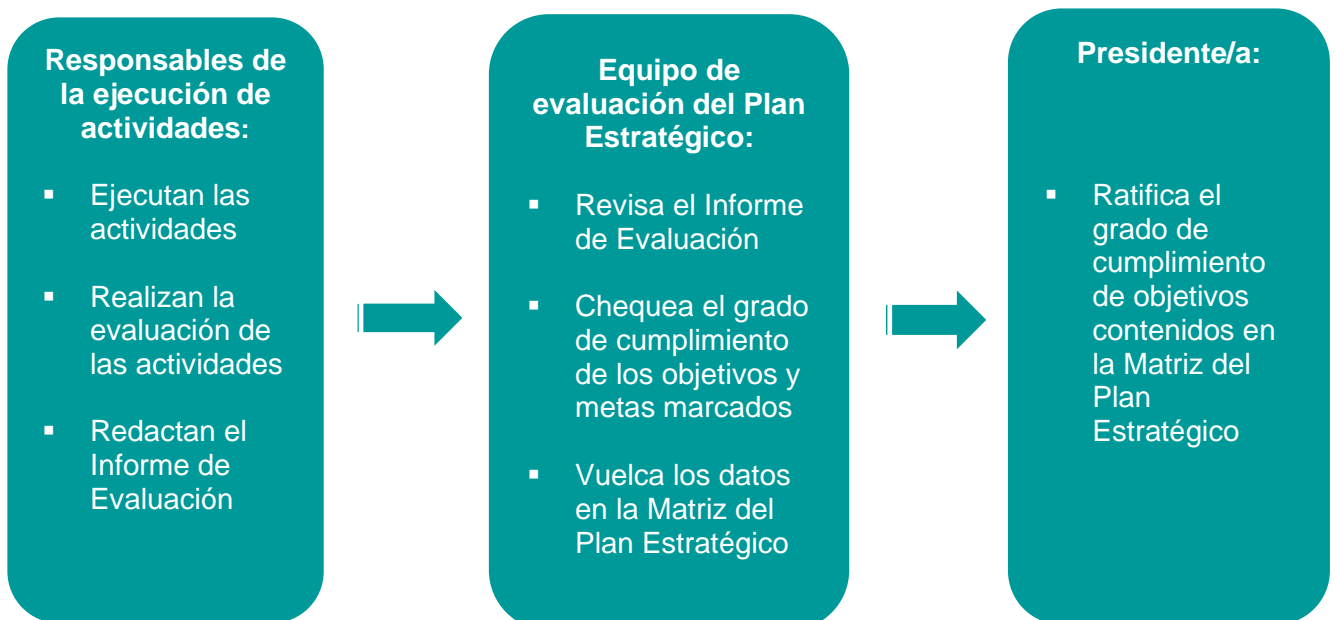 Responsables de
la ejecución de
actividades:
▪ Ejecutan las
actividades
▪ Realizan la
evaluación de
las actividades
▪ Redactan el
Informe de
Evaluación
Equipo de
evaluación del Plan
Estratégico:
▪ Revisa el Informe
de Evaluación
▪ Chequea el grado
de cumplimiento
de los objetivos y
metas marcados
▪ Vuelca los datos
en la Matriz del
Plan Estratégico
Presidente/a:
▪ Ratifica el
grado de
cumplimiento
de objetivos
contenidos en
la Matriz del
Plan
Estratégico